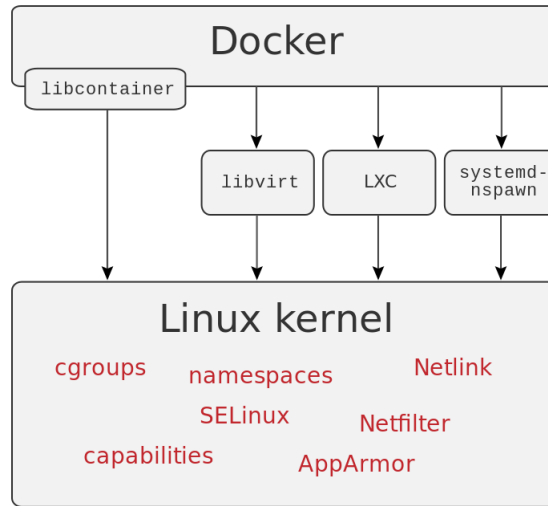 Docker
libcontainer
libvirt
LXC
systemd-
nspawn
Linux kernel
cgroups
namespaces
Netlink
SELinux
Netfilter
capabilities
AppArmor